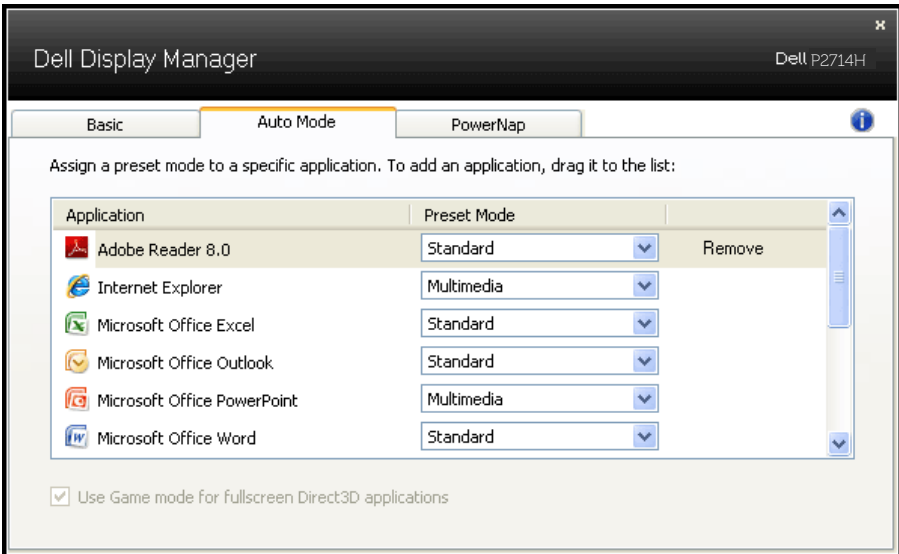 Dell Display Manager
Dell P2714H
Basic
Auto Mode
PowerNap
Assign a preset mode to a specific application. To add an application, drag it to the list:
Application Preset Mode
Adobe Reader 8.0 Standard Remove
Internet Explorer Multimedia
Microsoft Office Excel Standard
Microsoft Office Outlook Standard
Microsoft Office PowerPoint Multimedia
Microsoft Office Word Standard
Use Game mode for fullscreen Direct3D applications